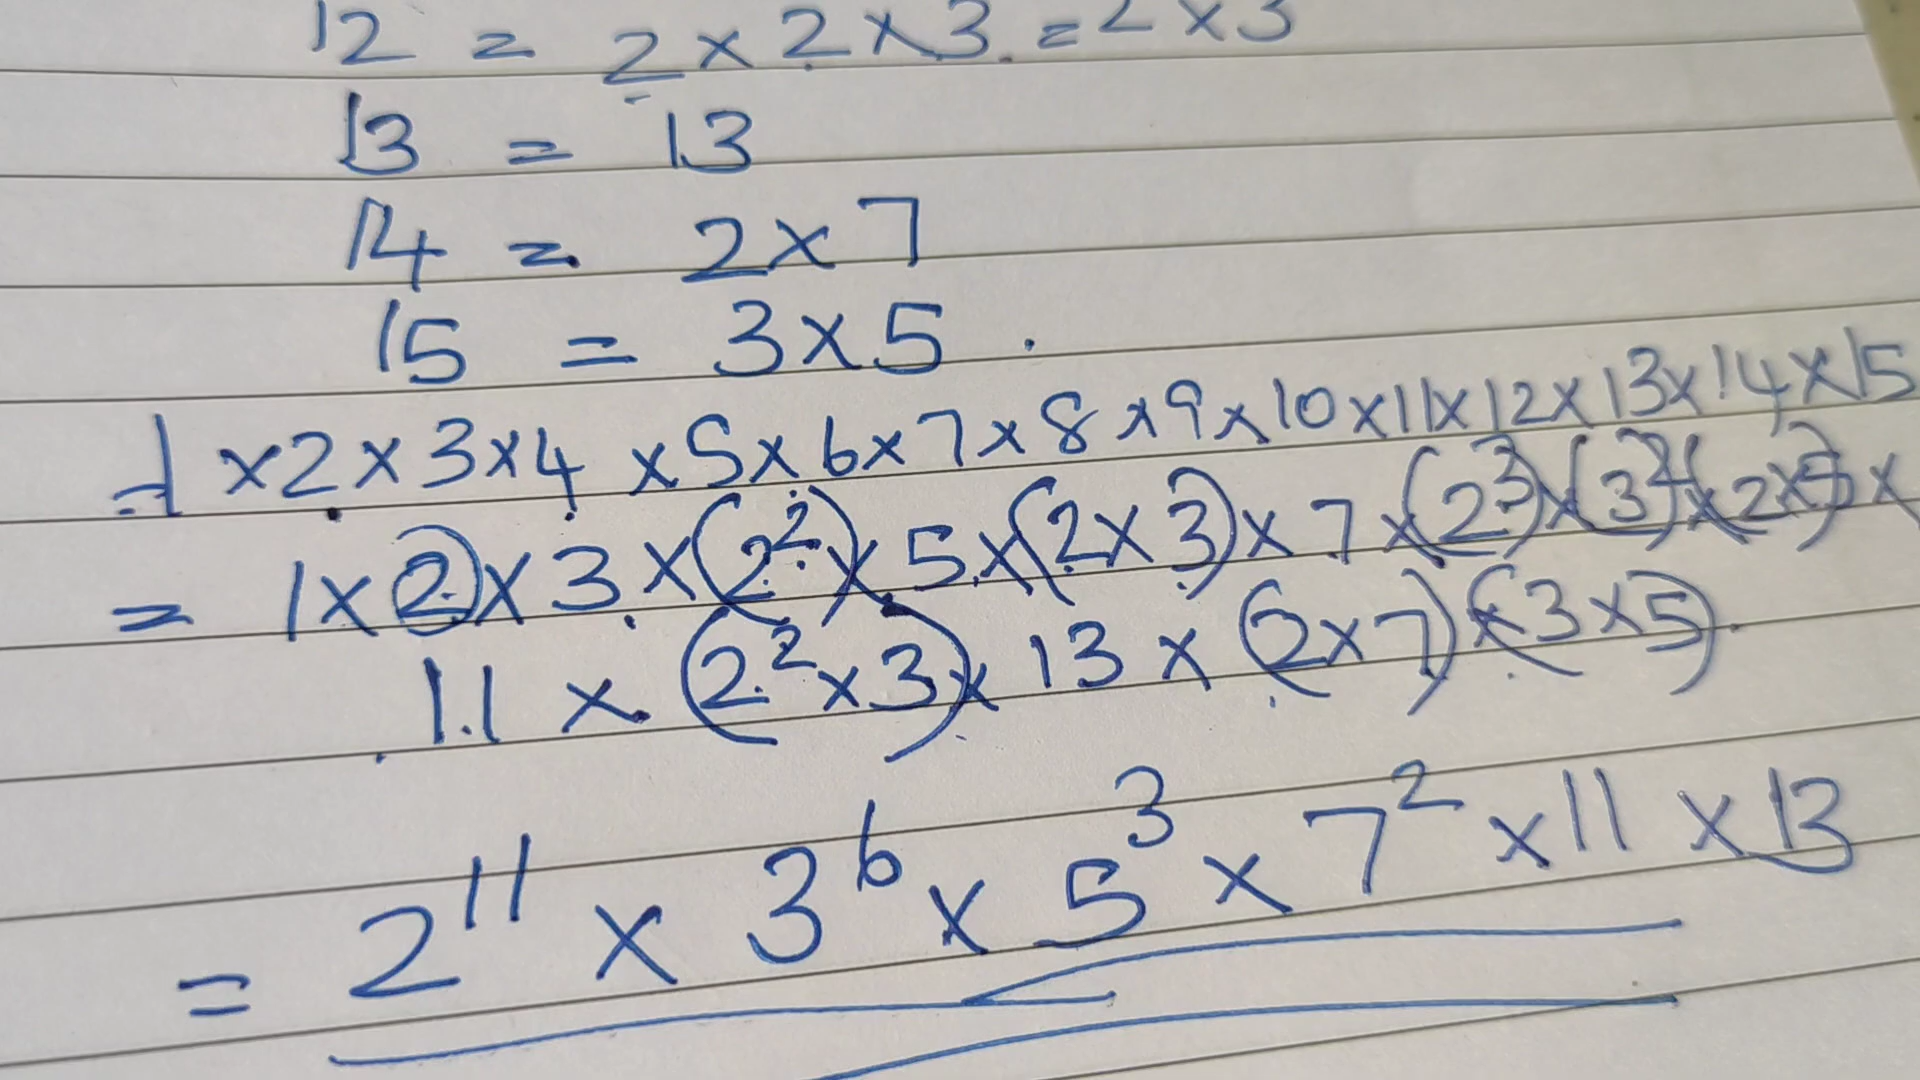 12 = 2 × 2 × 3 = 2 × 3
13 = 13
14 = 2 × 7
15 = 3 × 5
= 1 × 2 × 3 × 4 × 5 × 6 × 7 × 8 × 9 × 10 × 11 × 12 × 13 × 14 × 15
= 1 × 2 × 3 × (2² × 5 × (2 × 3) × 7 × (2³) × (3²) (× 2 × 5) ×
11 × (2² × 3) × 13 × (2 × 7) (× 3 × 5)
= 2¹¹ × 3⁶ × 5³ × 7² × 11 × 13